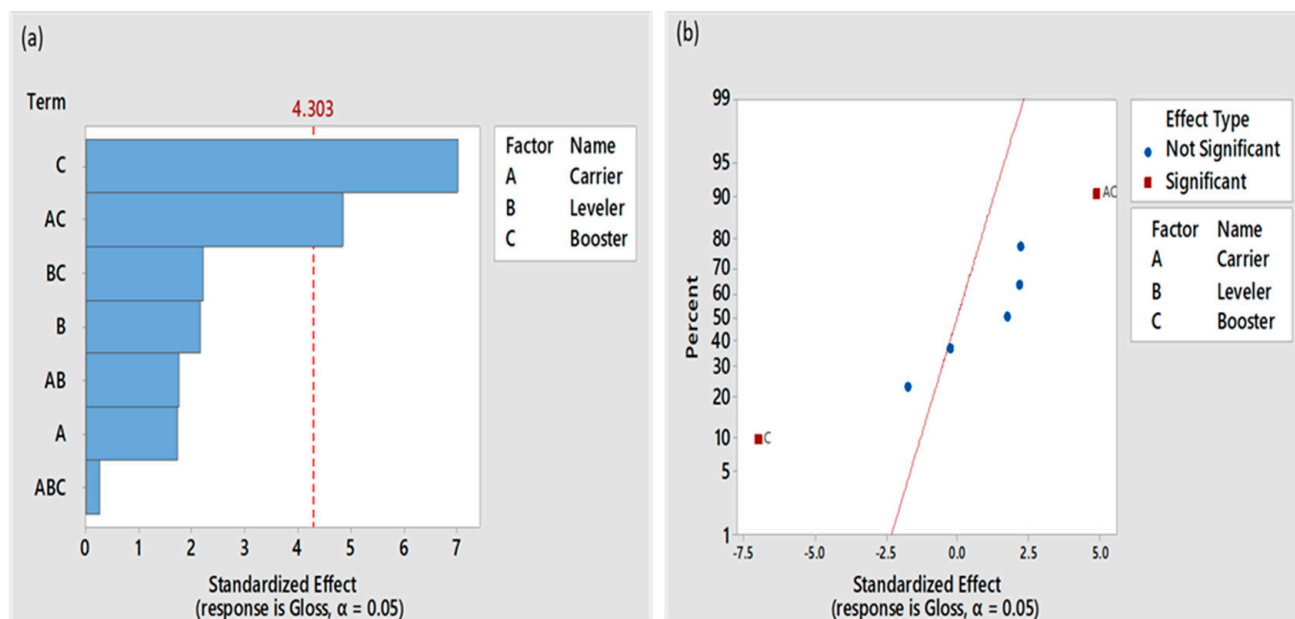 (a)
Term
4.303
C
AC
BC
B
AB
A
ABC
0 1 2 3 4 5 6 7
Standardized Effect
(response is Gloss, α = 0.05)
Factor Name
A Carrier
B Leveler
C Booster
(b)
Percent
99
95
90
80
70
60
50
40
30
20
10
5
1
AC
C
-7.5 -5.0 -2.5 0.0 2.5 5.0
Standardized Effect
(response is Gloss, α = 0.05)
Effect Type
Not Significant
Significant
Factor Name
A Carrier
B Leveler
C Booster